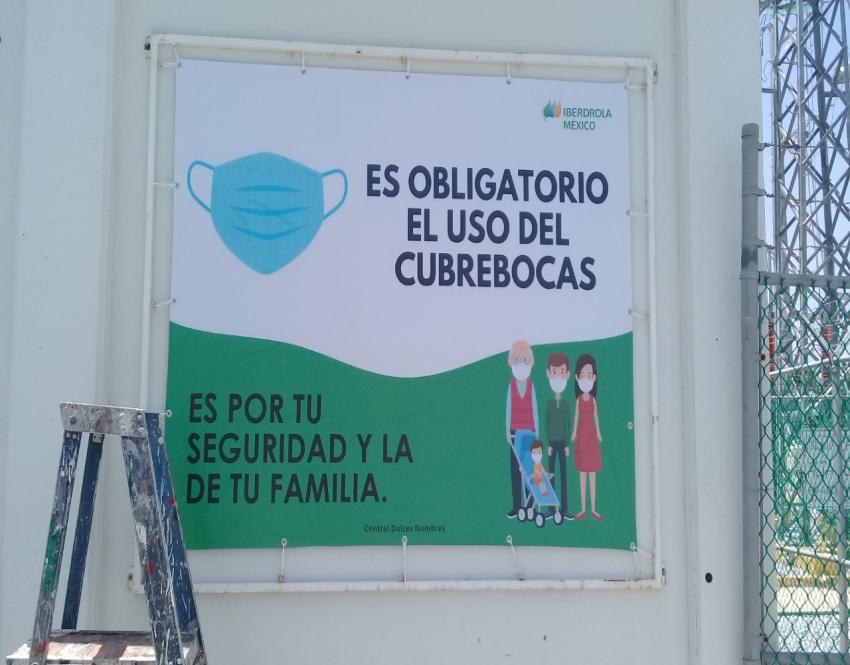 IBERDROLA
MÉXICO
ES OBLIGATORIO
EL USO DEL
CUBREBOCAS
ES POR TU
SEGURIDAD Y LA
DE TU FAMILIA.
Central Dulces Nombres